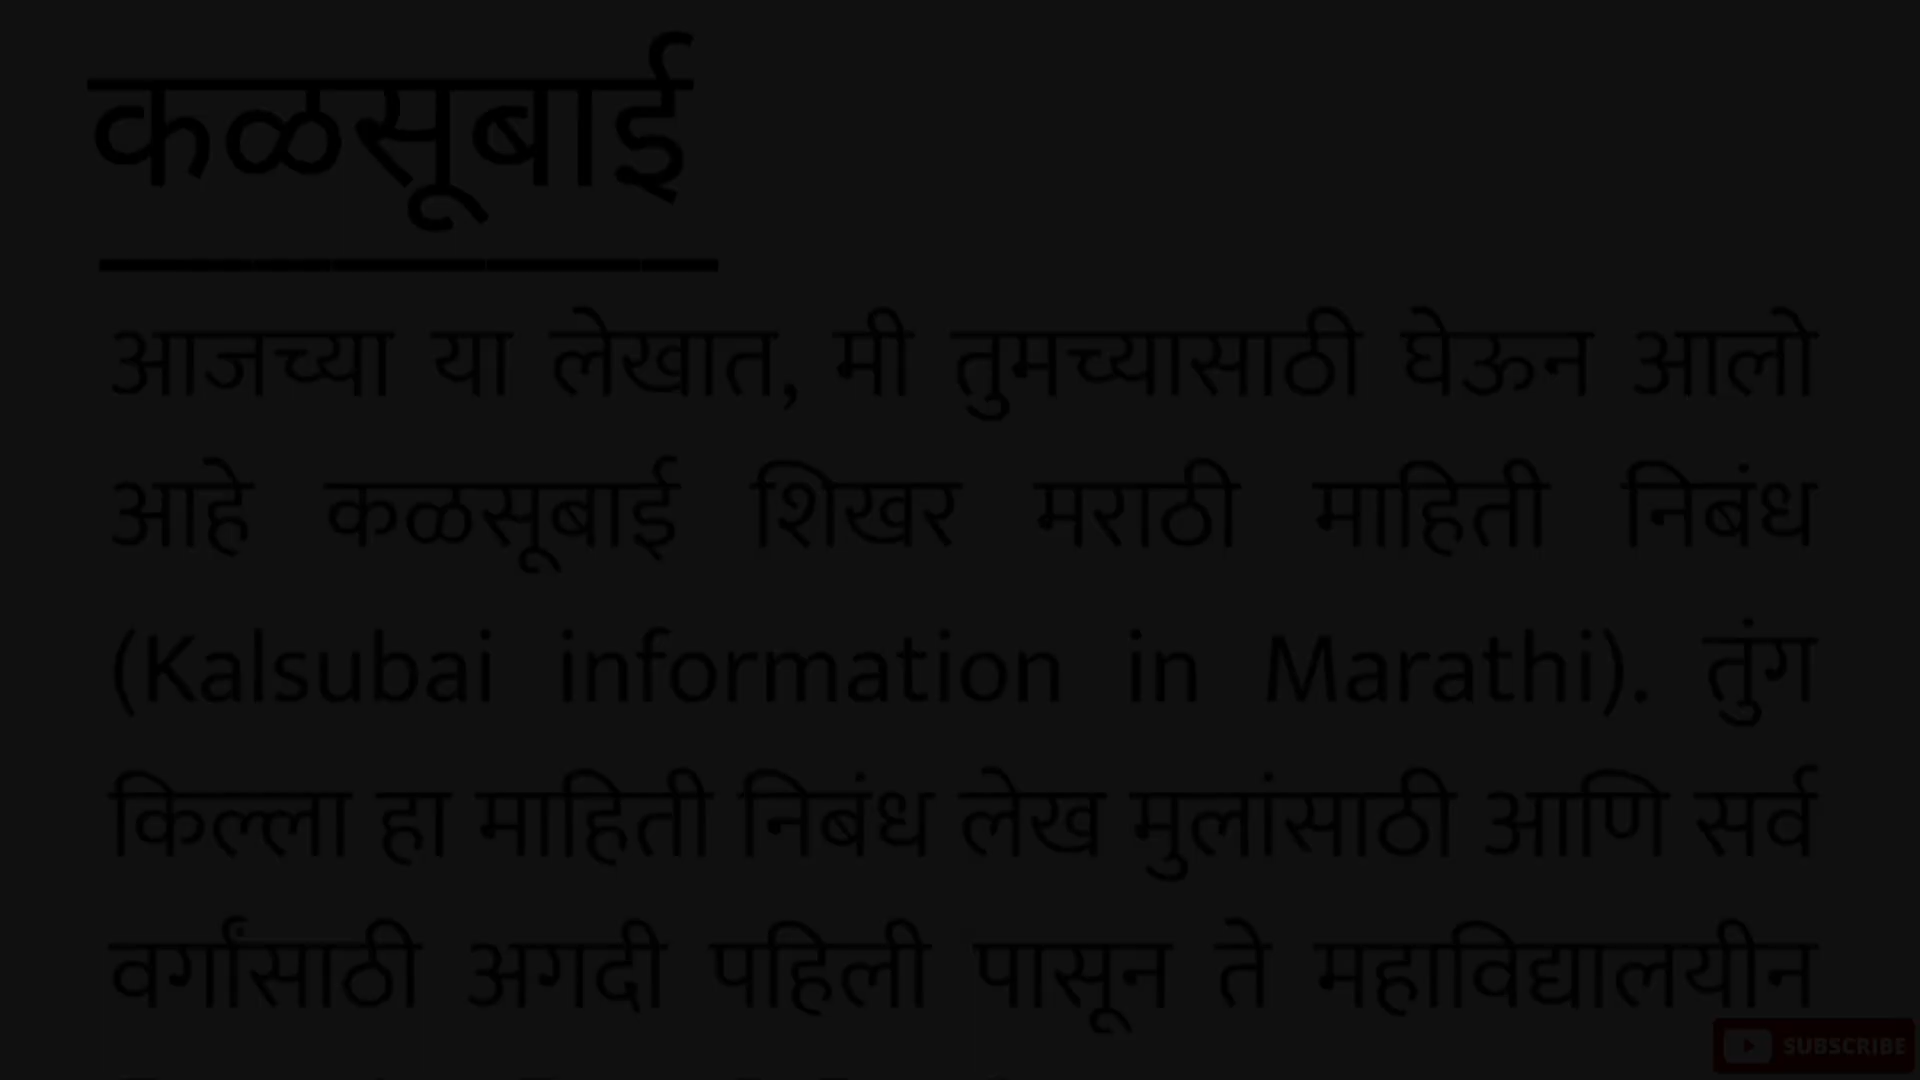 कळसूबाई
आजच्या या लेखात, मी तुमच्यासाठी घेऊन आलो
आहे कळसूबाई शिखर मराठी माहिती निबंध
(Kalsubai information in Marathi). तुंग
किल्ला हा माहिती निबंध लेख मुलांसाठी आणि सर्व
वर्गांसाठी अगदी पहिली पासून ते महाविद्यालयीन
SUBSCRIBE